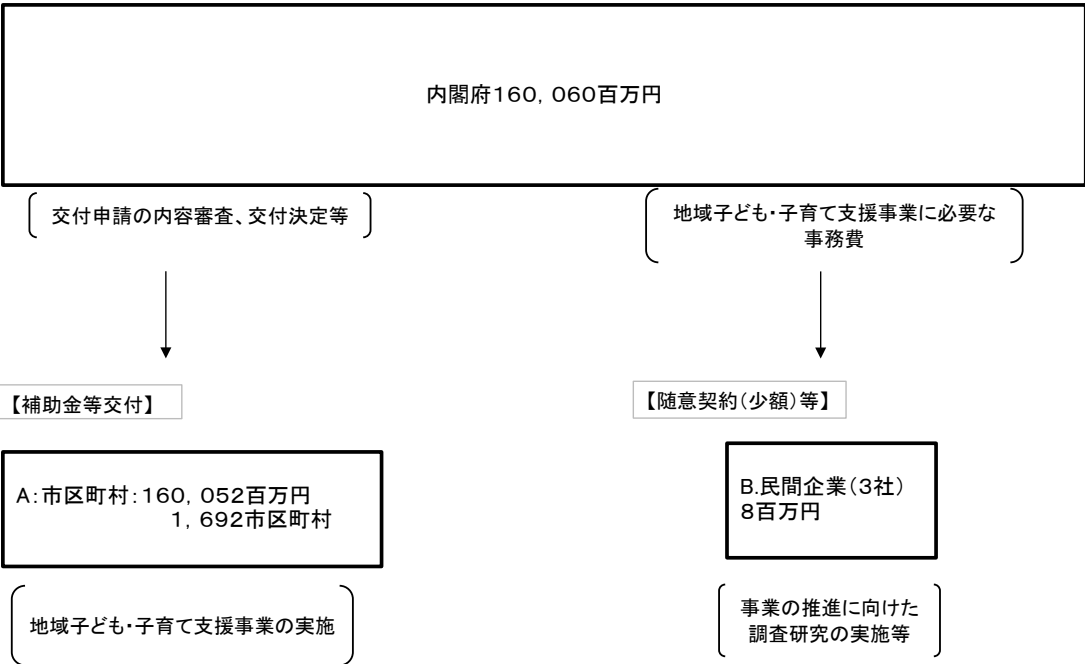 内閣府160，060百万円
交付申請の内容審査、交付決定等
地域子ども・子育て支援事業に必要な
事務費
【補助金等交付】
【随意契約（少額）等】
A：市区町村：160，052百万円
1，692市区町村
B.民間企業（3社）
8百万円
地域子ども・子育て支援事業の実施
事業の推進に向けた
調査研究の実施等